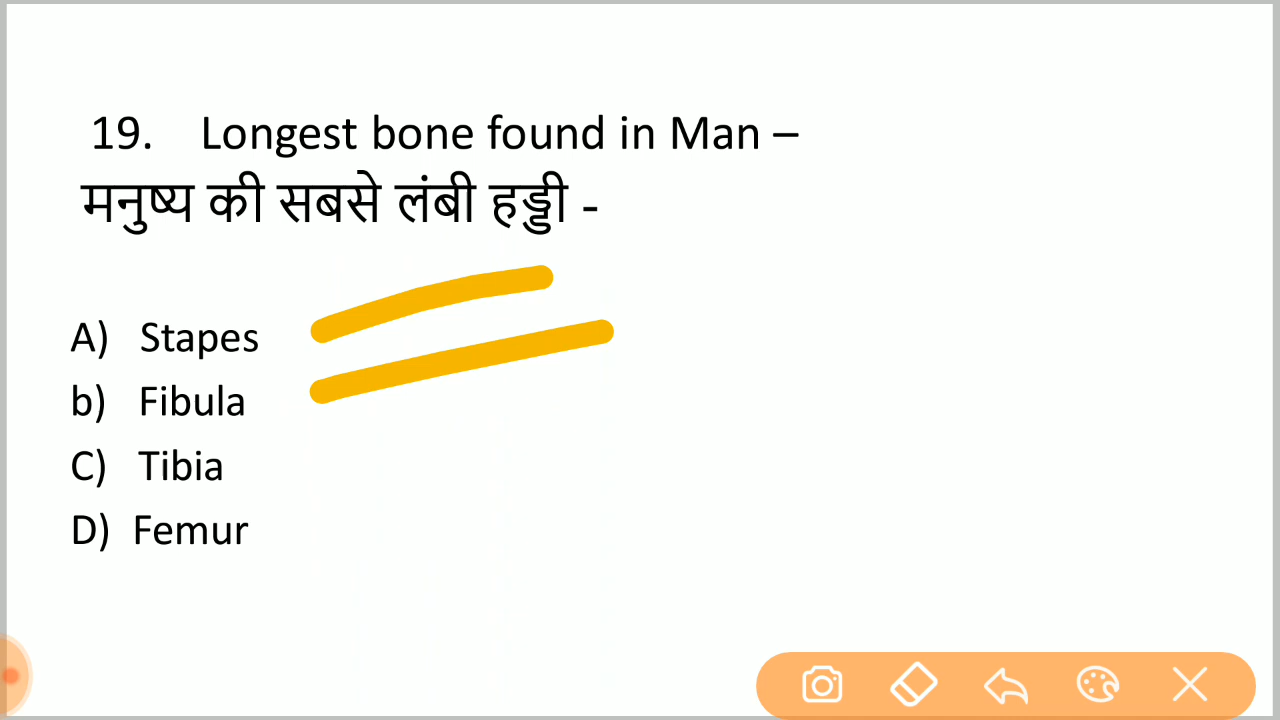 19. Longest bone found in Man –
मनुष्य की सबसे लंबी हड्डी -
A) Stapes
b) Fibula
C) Tibia
D) Femur